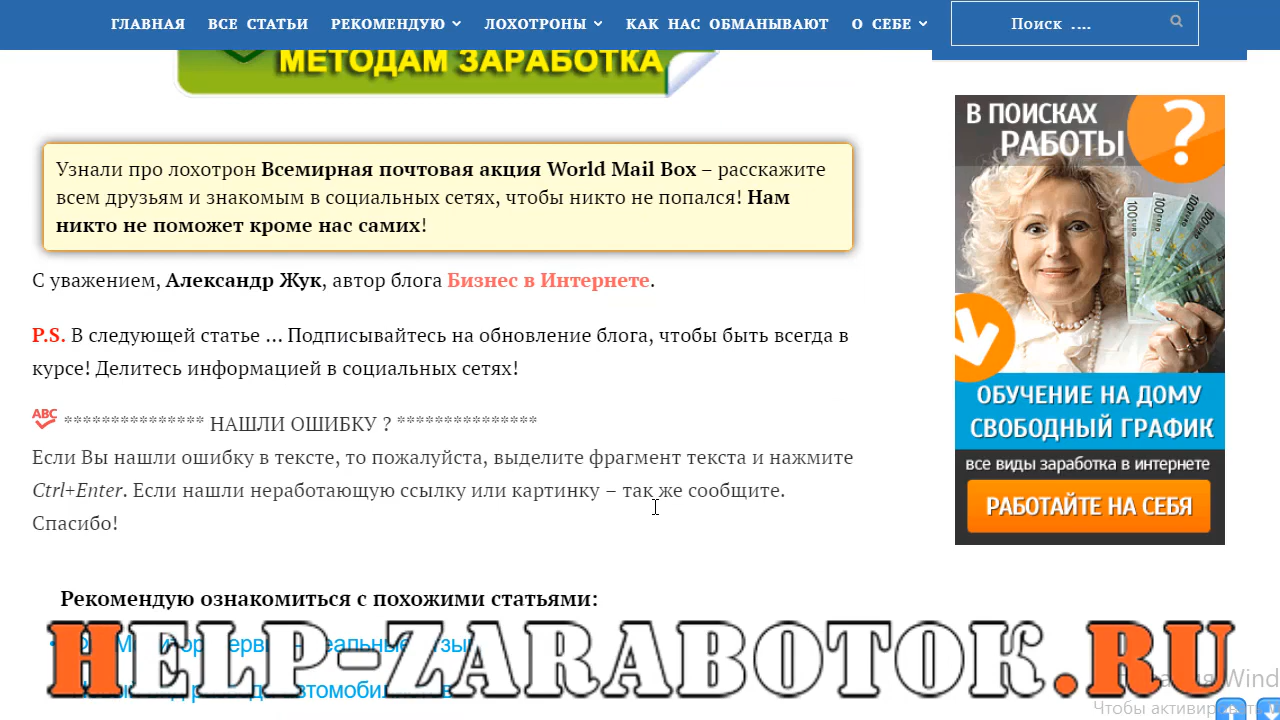 ГЛАВНАЯ ВСЕ СТАТЬИ РЕКОМЕНДУЮ ЛОХОТРОНЫ КАК НАС ОБМАНЫВАЮТ О СЕБЕ Поиск ....
МЕТОДАМ ЗАРАБОТКА
Узнали про лохотрон Всемирная почтовая акция World Mail Box – расскажите
всем друзьям и знакомым в социальных сетях, чтобы никто не попался! Нам
никто не поможет кроме нас самих!
С уважением, Александр Жук, автор блога Бизнес в Интернете.
P.S. В следующей статье … Подписывайтесь на обновление блога, чтобы быть всегда в
курсе! Делитесь информацией в социальных сетях!
ABC *************** НАШЛИ ОШИБКУ ? ***************
Если Вы нашли ошибку в тексте, то пожалуйста, выделите фрагмент текста и нажмите
Ctrl+Enter. Если нашли неработающую ссылку или картинку – так же сообщите.
Спасибо!
Рекомендую ознакомиться с похожими статьями:
HELP-ZARABOTOK.RU
В ПОИСКАХ
РАБОТЫ ?
100 EURO
ОБУЧЕНИЕ НА ДОМУ
СВОБОДНЫЙ ГРАФИК
все виды заработка в интернете
РАБОТАЙТЕ НА СЕБЯ
Wind
Чтобы